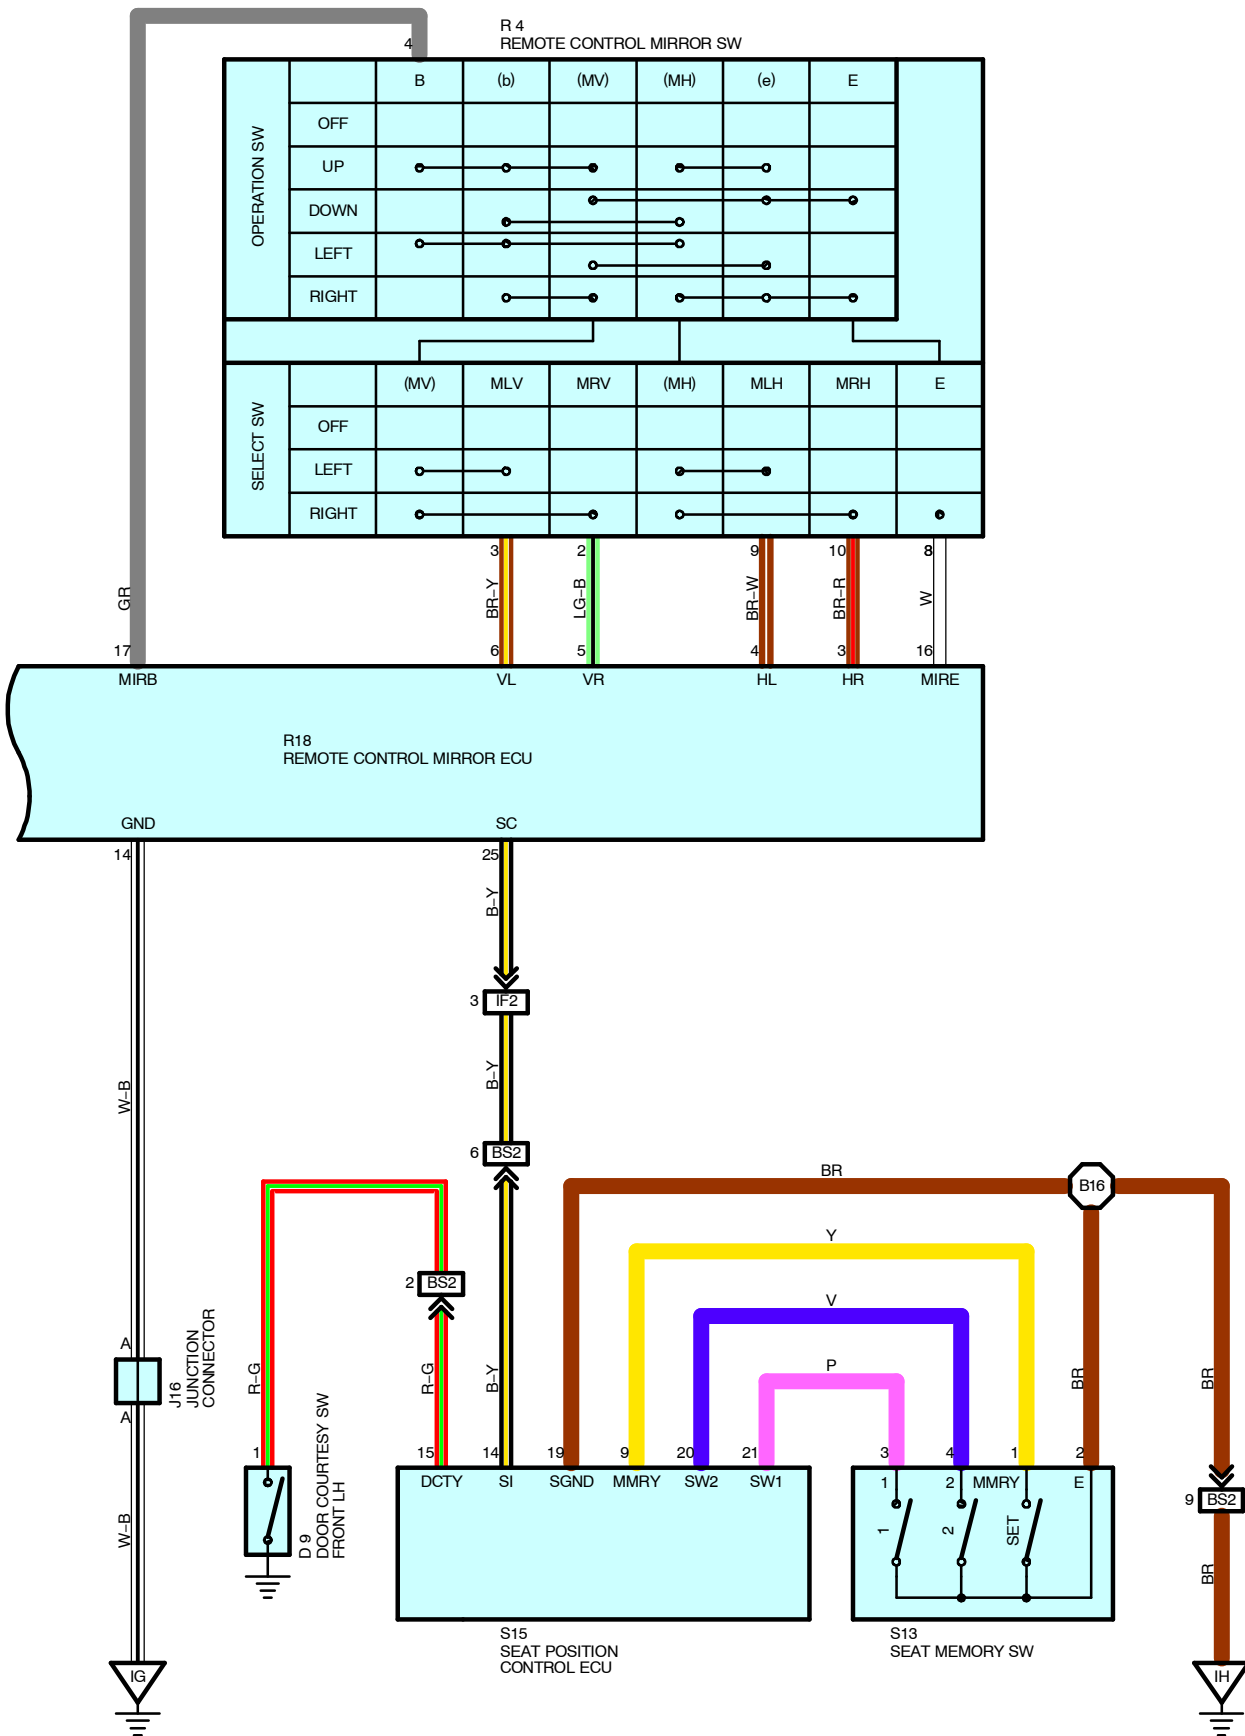 R 4
REMOTE CONTROL MIRROR SW
4
B (b) (MV) (MH) (e) E
OPERATION SW
OFF
UP
DOWN
LEFT
RIGHT
(MV) MLV MRV (MH) MLH MRH E
SELECT SW
OFF
LEFT
RIGHT
3 2 9 10 8
GR BR-Y LG-B BR-W BR-R W
17 6 5 4 3 16
MIRB VL VR HL HR MIRE
R18
REMOTE CONTROL MIRROR ECU
GND SC
14 25
B-Y
3 IF2
B-Y
W-B
6 BS2
BR B16
Y
2 BS2
V
A
J16
JUNCTION
CONNECTOR
P
R-G R-G B-Y BR BR
A
1 15 14 19 9 20 21 3 4 1 2
DCTY SI SGND MMRY SW2 SW1
1 2 MMRY E
9 BS2
W-B
D 9
DOOR COURTESY SW
FRONT LH
1 2 SET
BR
S15
SEAT POSITION
CONTROL ECU
S13
SEAT MEMORY SW
IG IH